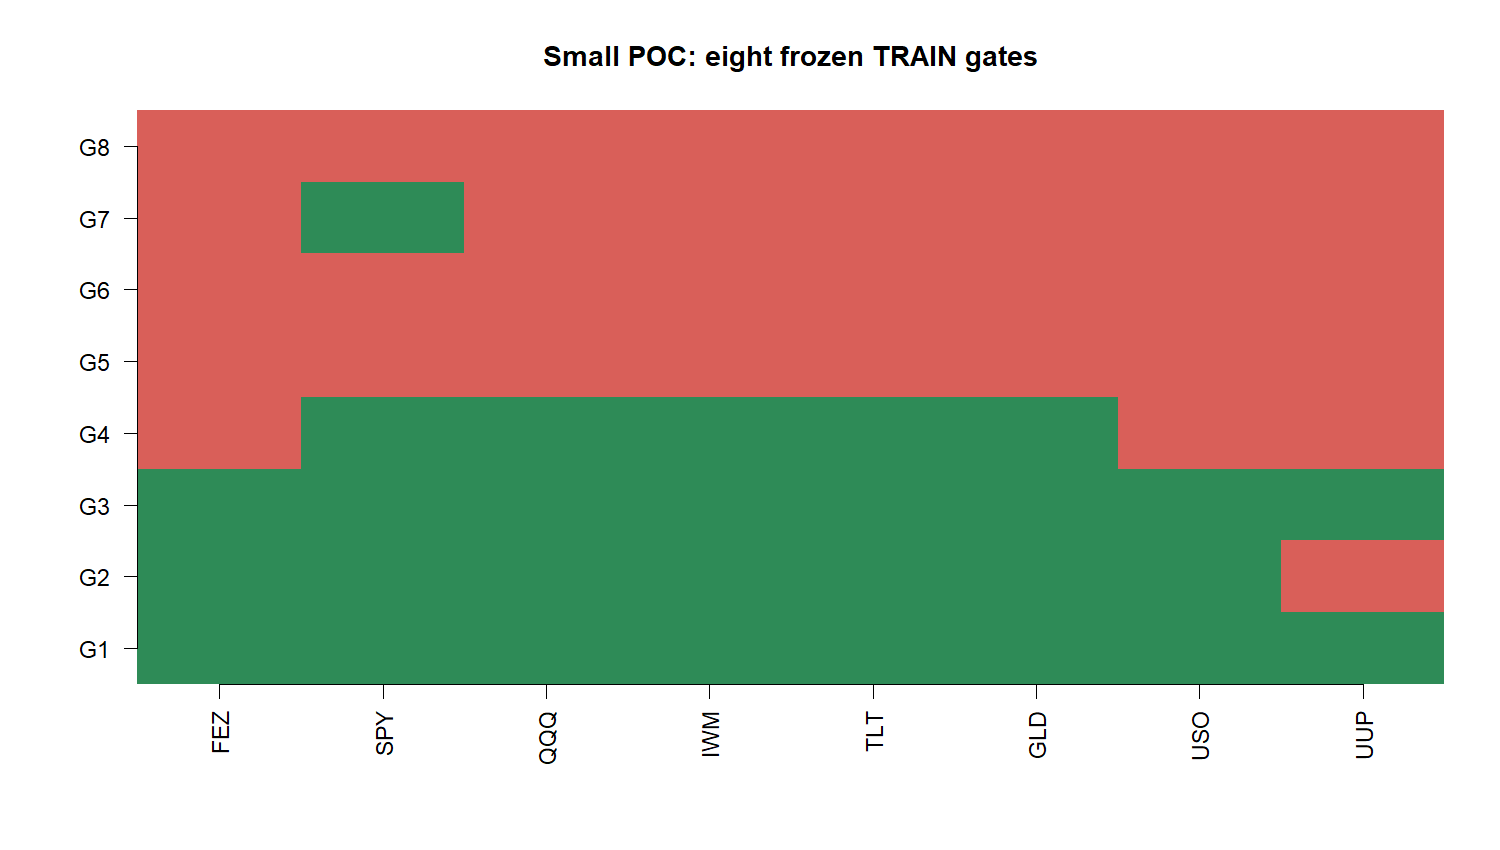 Small POC: eight frozen TRAIN gates
G8
G7
G6
G5
G4
G3
G2
G1
FEZ
SPY
QQQ
IWM
TLT
GLD
USO
UUP